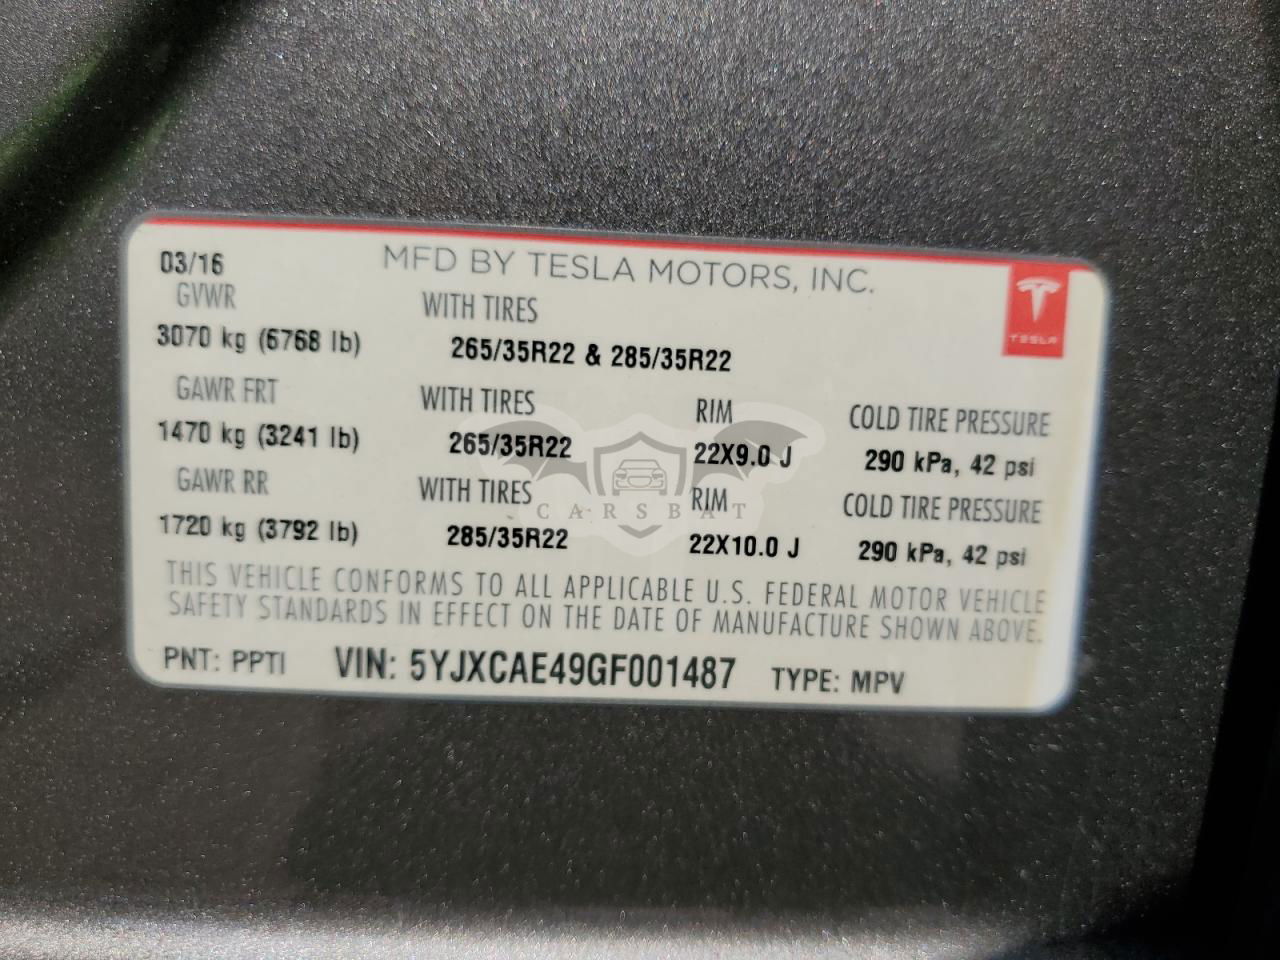 03/16 MFD BY TESLA MOTORS, INC.
GVWR WITH TIRES
TESLA
3070 kg (6768 lb) 265/35R22 & 285/35R22
GAWR FRT WITH TIRES RIM COLD TIRE PRESSURE
1470 kg (3241 lb) 265/35R22 22X9.0 J 290 kPa, 42 psi
GAWR RR WITH TIRES RIM COLD TIRE PRESSURE
CARSBAT
1720 kg (3792 lb) 285/35R22 22X10.0 J 290 kPa, 42 psi
THIS VEHICLE CONFORMS TO ALL APPLICABLE U.S. FEDERAL MOTOR VEHICLE
SAFETY STANDARDS IN EFFECT ON THE DATE OF MANUFACTURE SHOWN ABOVE.
PNT: PPTI VIN: 5YJXCAE49GF001487 TYPE: MPV